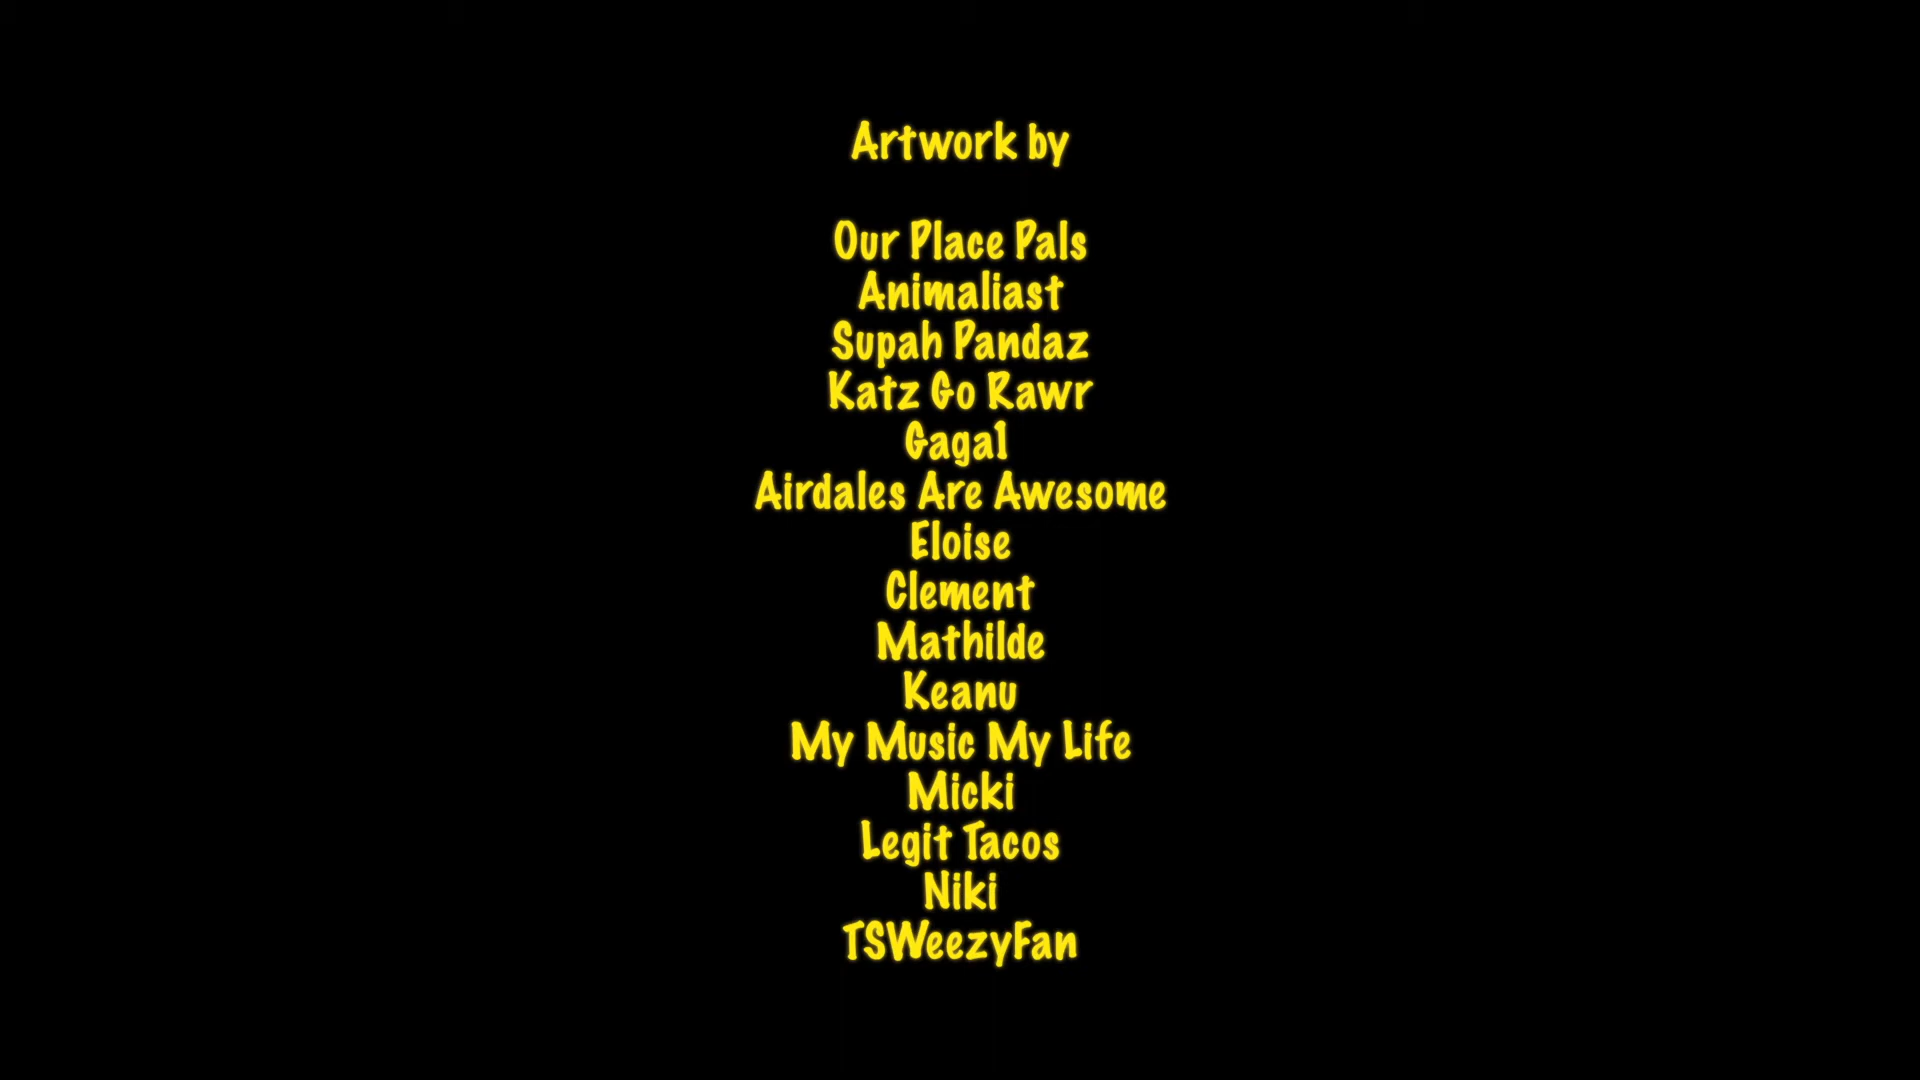 Artwork by
Our Place Pals
Animaliast
Supah Pandaz
Katz Go Rawr
Gaga1
Airdales Are Awesome
Eloise
Clement
Mathilde
Keanu
My Music My Life
Micki
Legit Tacos
Niki
TSWeezyFan